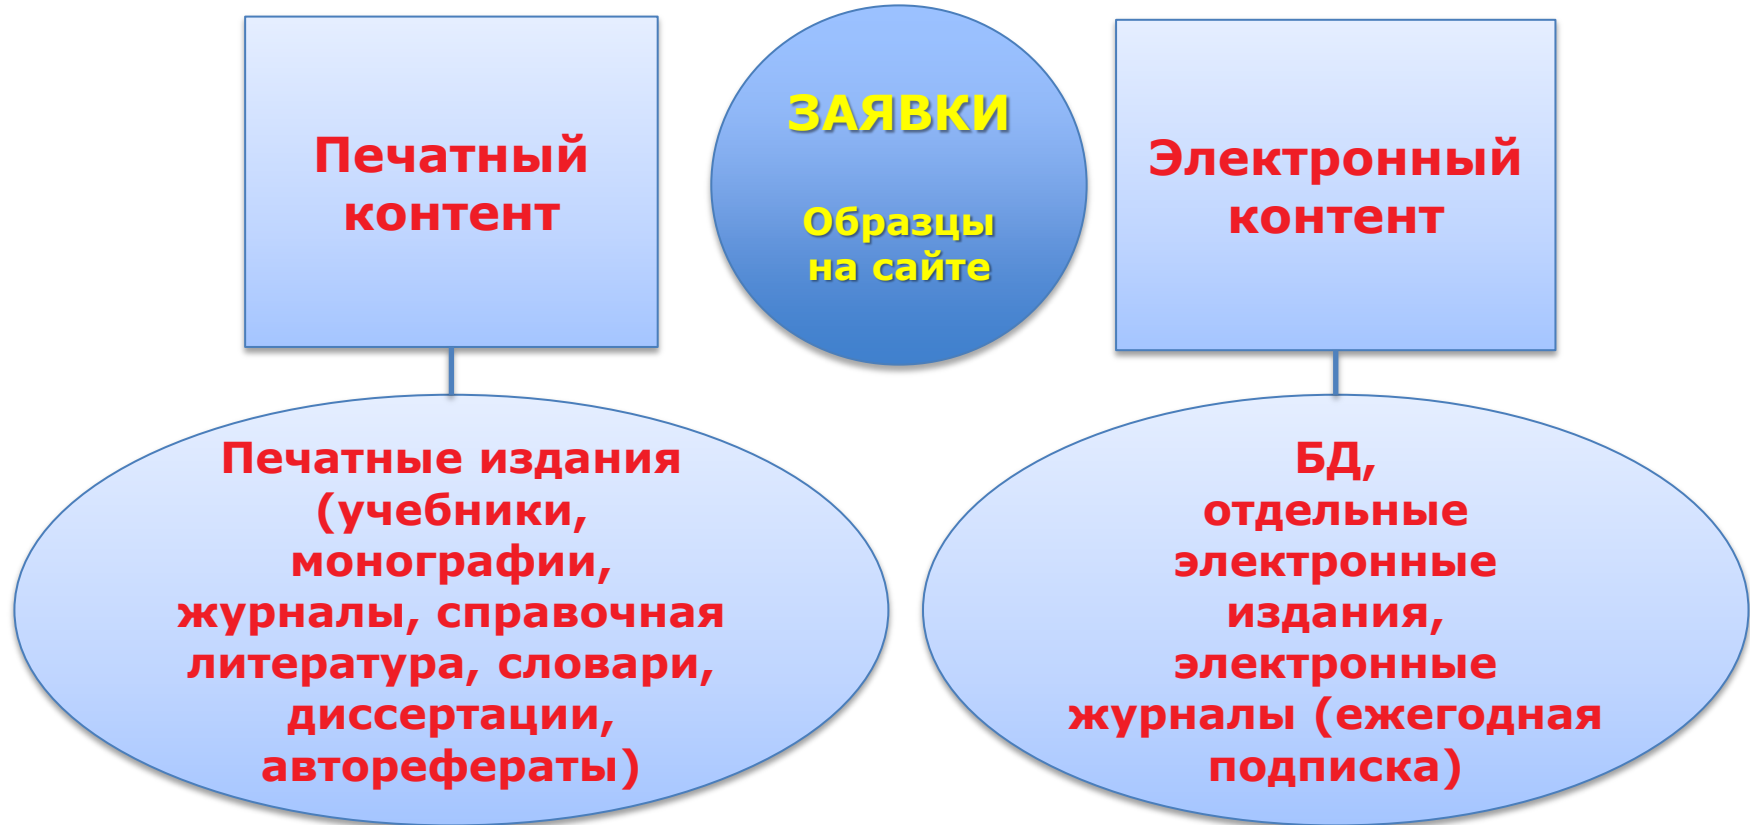 Печатный
контент
ЗАЯВКИ
Образцы
на сайте
Электронный
контент
Печатные издания
(учебники,
монографии,
журналы, справочная
литература, словари,
диссертации,
авторефераты)
БД,
отдельные
электронные
издания,
электронные
журналы (ежегодная
подписка)